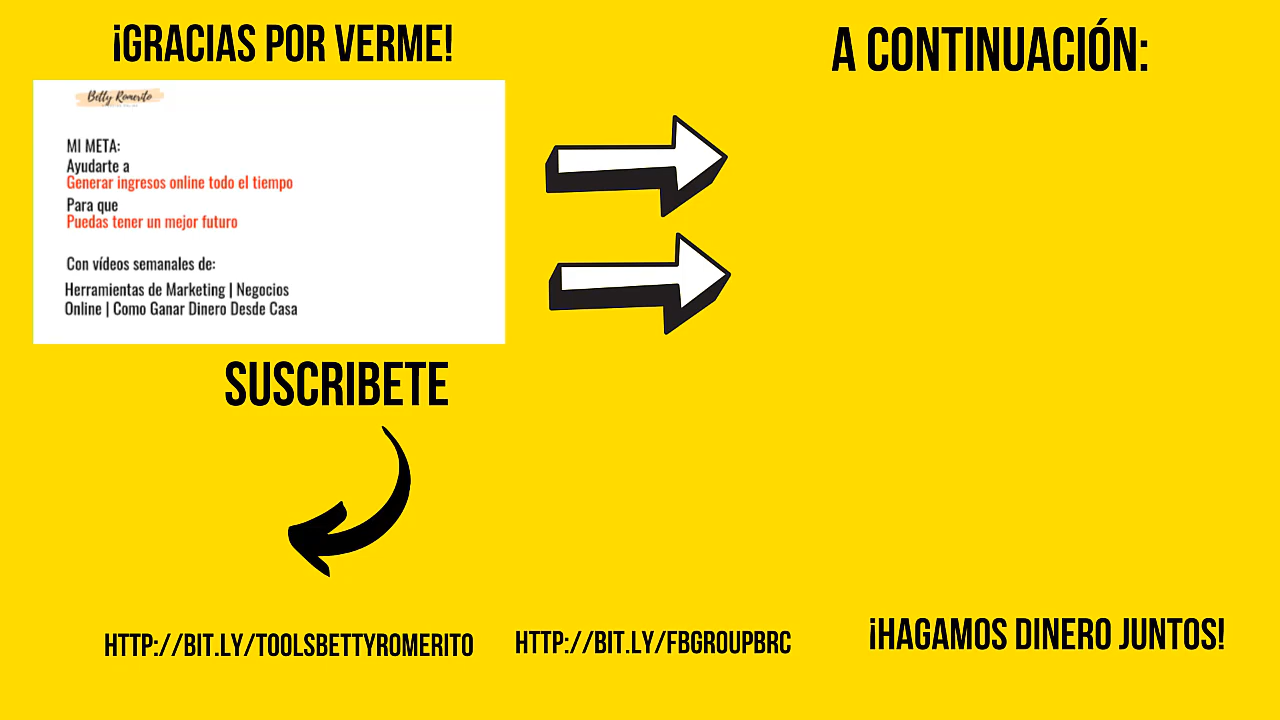 ¡GRACIAS POR VERME!
A CONTINUACIÓN:
Betty Romerito
MI META:
Ayudarte a
Generar ingresos online todo el tiempo
Para que
Puedas tener un mejor futuro
Con vídeos semanales de:
Herramientas de Marketing | Negocios
Online | Como Ganar Dinero Desde Casa
SUSCRIBETE
HTTP://BIT.LY/TOOLSBETTYROMERITO
HTTP://BIT.LY/FBGROUPBRC
¡HAGAMOS DINERO JUNTOS!